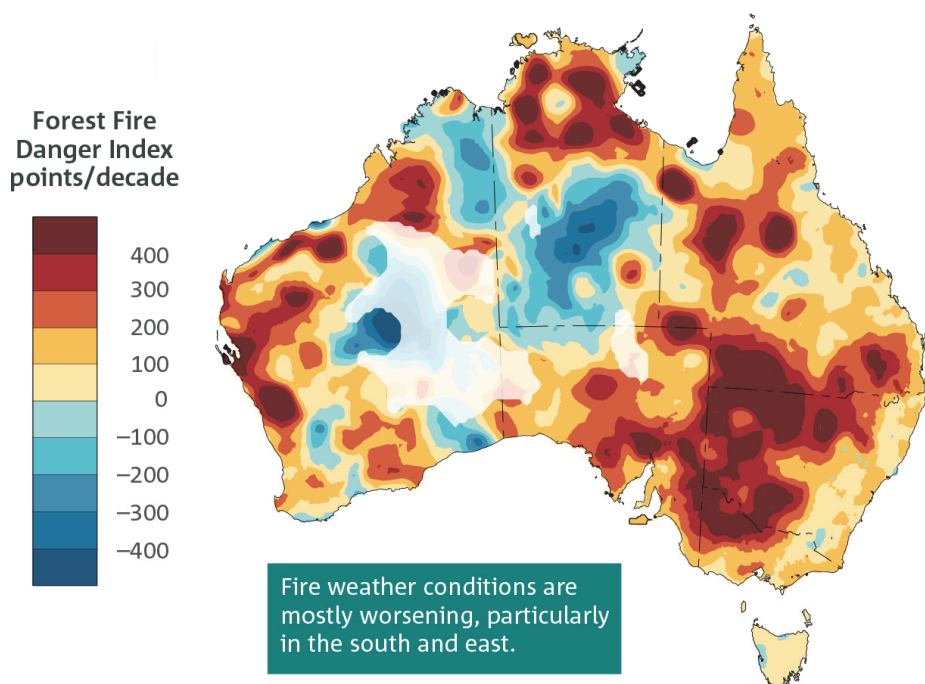 Forest Fire
Danger Index
points/decade
400
300
200
100
0
−100
−200
−300
−400
Fire weather conditions are
mostly worsening, particularly
in the south and east.